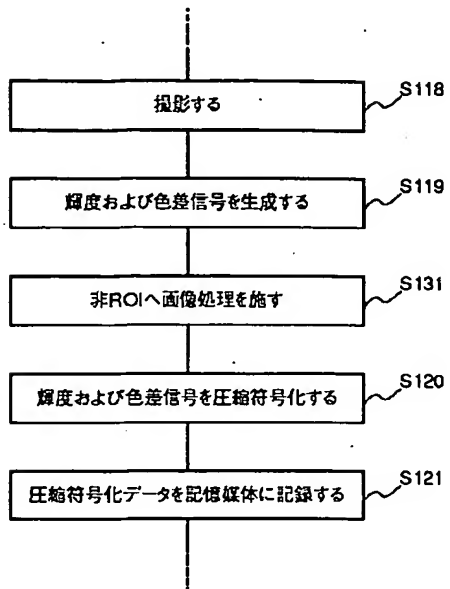 撮影する
S118
輝度および色差信号を生成する
S119
非ROIへ画像処理を施す
S131
輝度および色差信号を圧縮符号化する
S120
圧縮符号化データを記憶媒体に記録する
S121